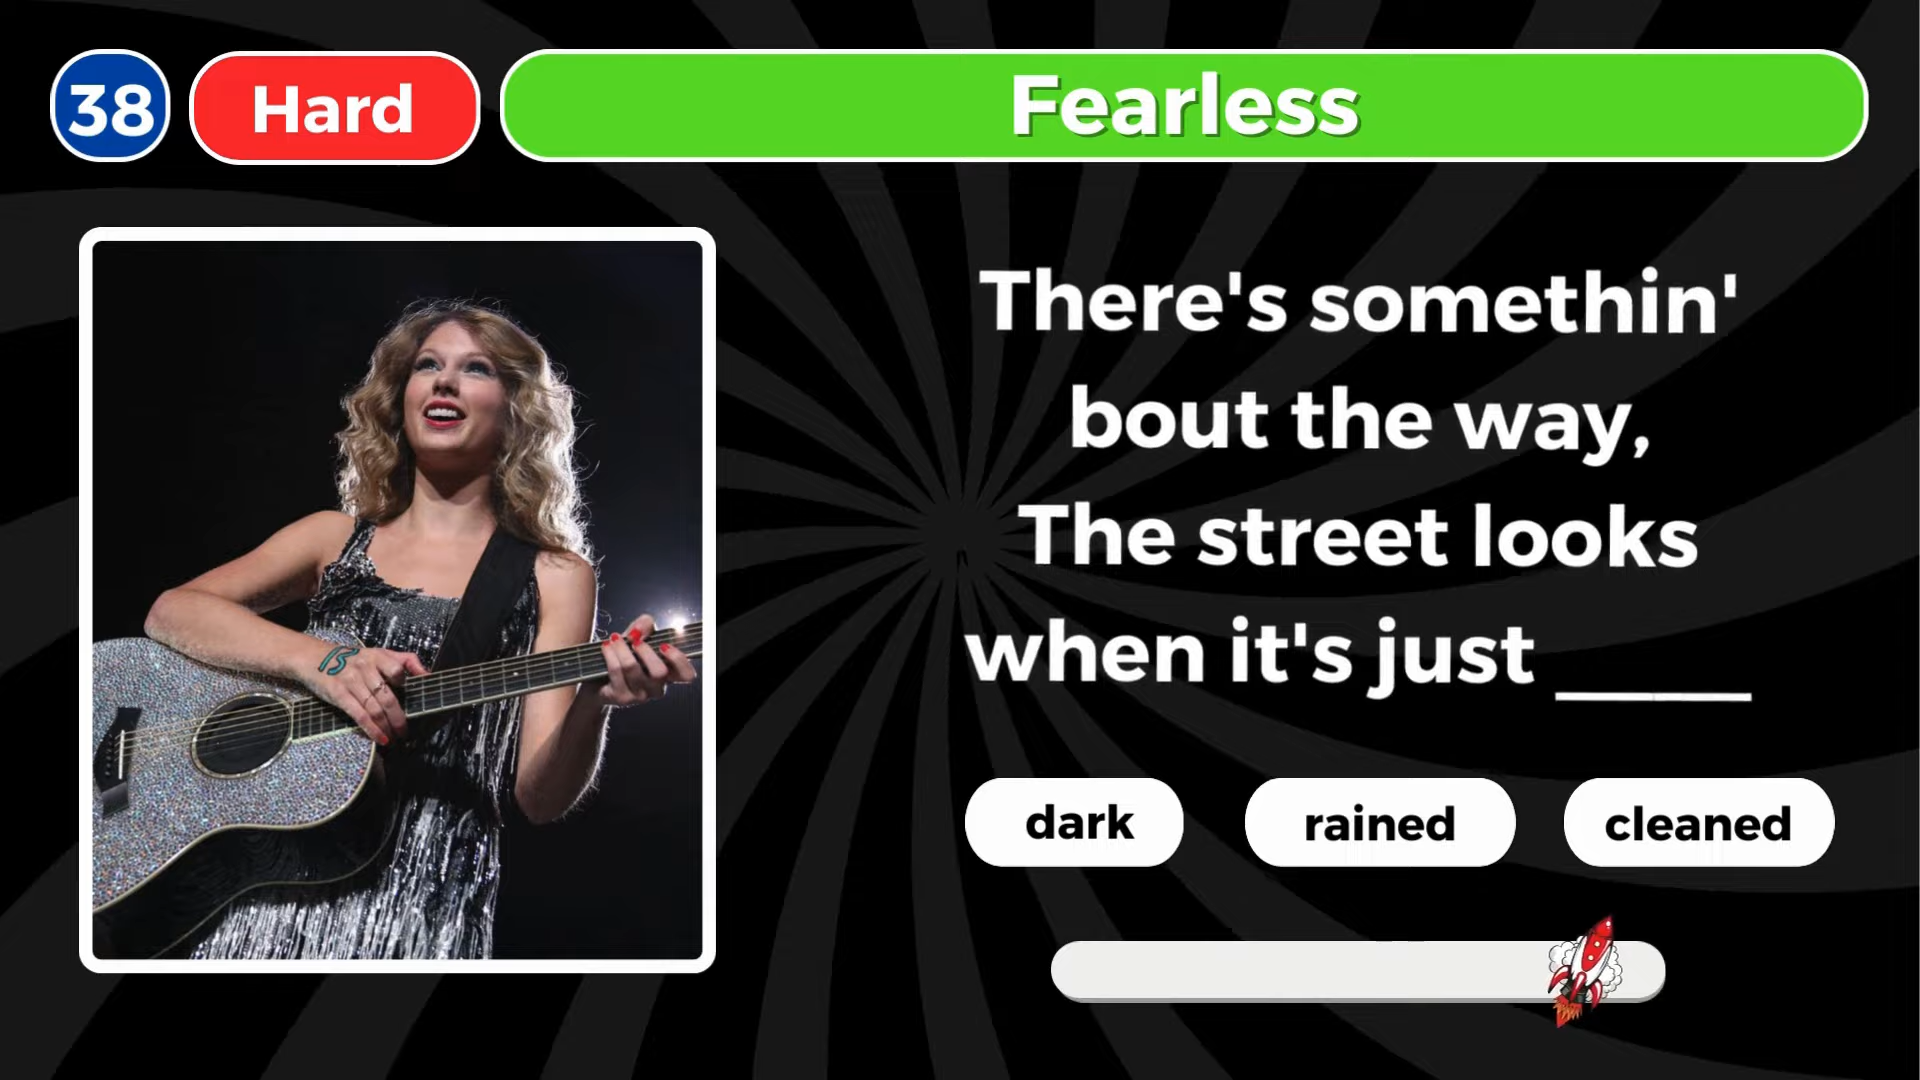 38
Hard
Fearless
There's somethin'
bout the way,
The street looks
when it's just ____
dark
rained
cleaned